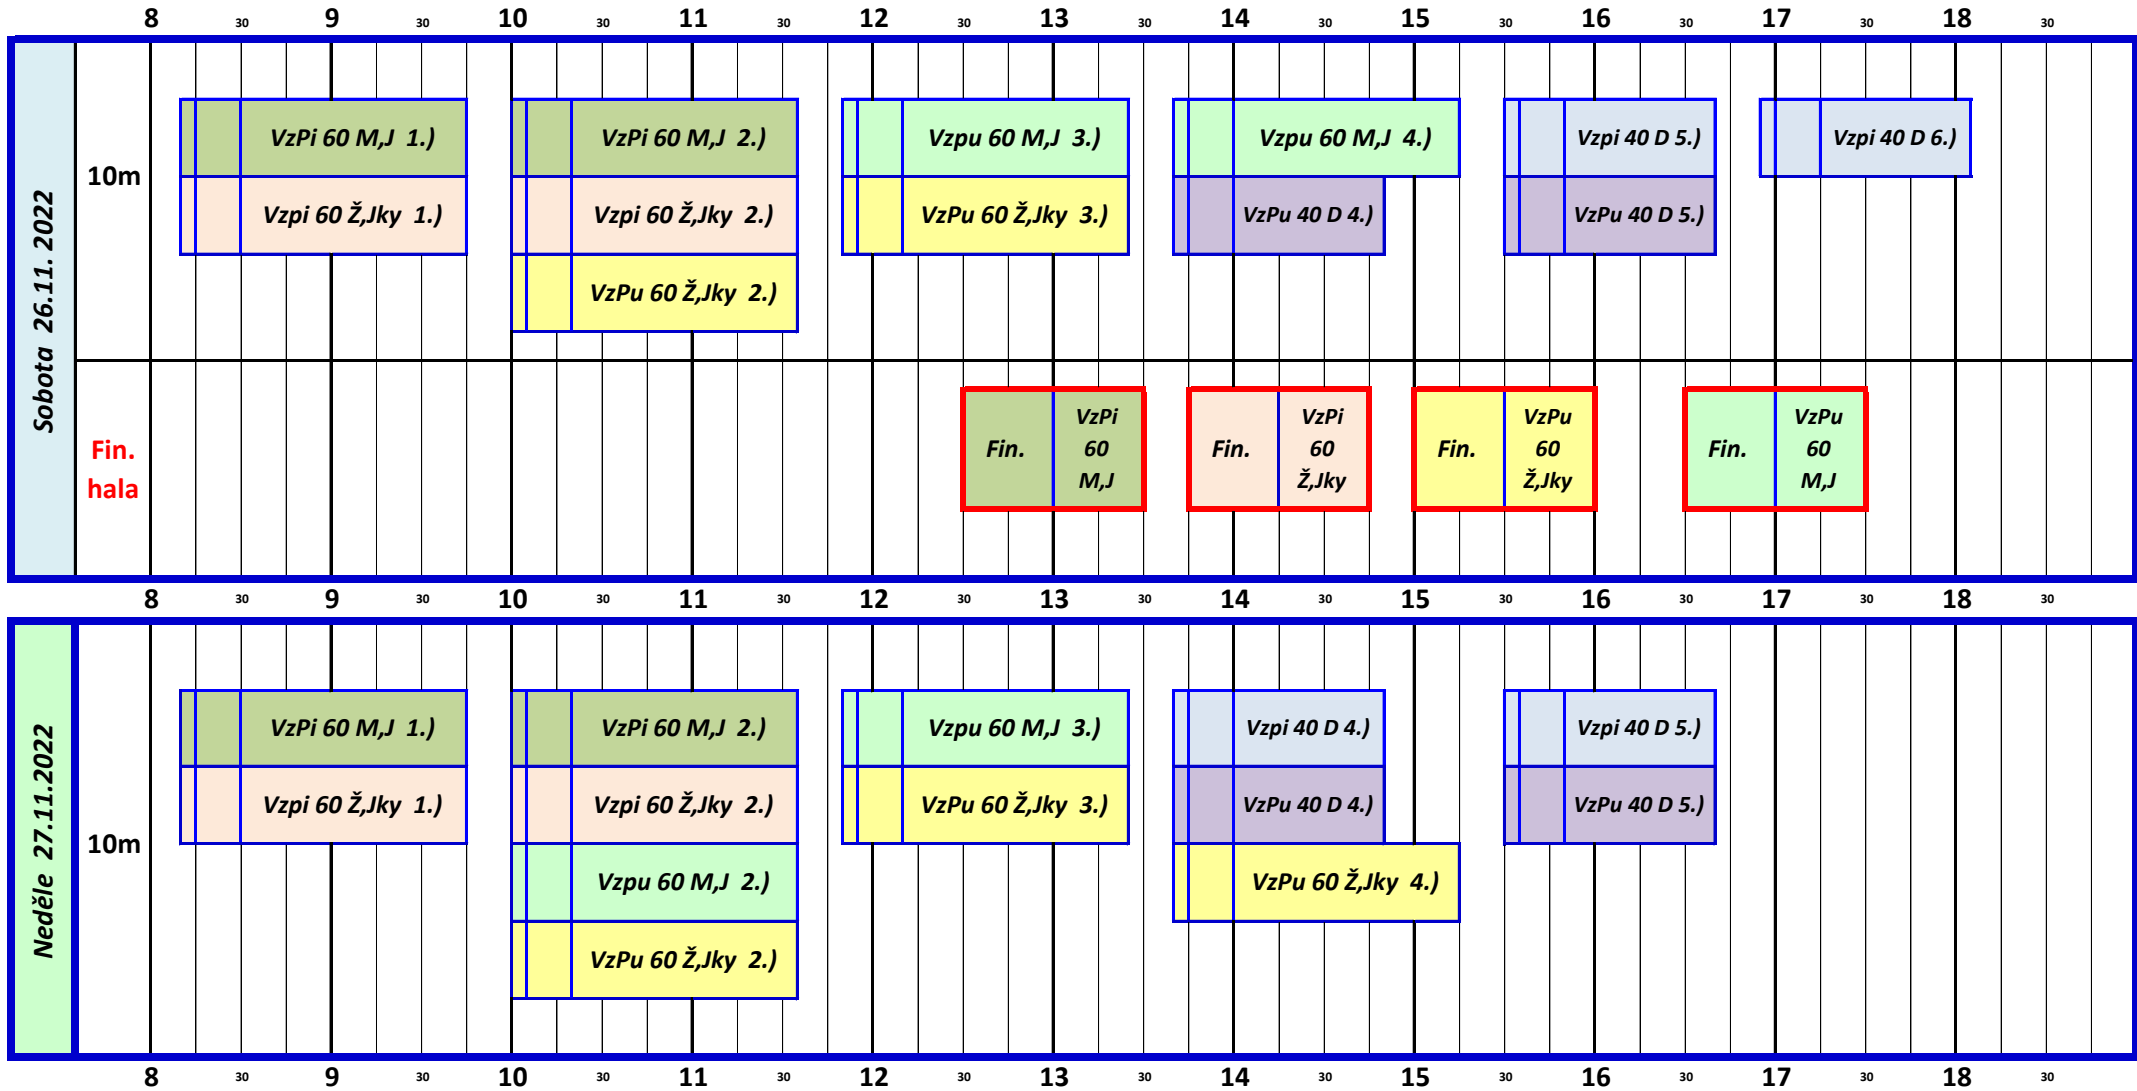 8 30 9 30 10 30 11 30 12 30 13 30 14 30 15 30 16 30 17 30 18 30
Sobota 26.11. 2022
10m
VzPi 60 M,J 1.) VzPi 60 M,J 2.) Vzpu 60 M,J 3.) Vzpu 60 M,J 4.) Vzpi 40 D 5.) Vzpi 40 D 6.)
Vzpi 60 Ž,Jky 1.) Vzpi 60 Ž,Jky 2.) VzPu 60 Ž,Jky 3.) VzPu 40 D 4.) VzPu 40 D 5.)
VzPu 60 Ž,Jky 2.)
Fin.
hala
Fin.
VzPi
60
M,J
Fin.
VzPi
60
Ž,Jky
Fin.
VzPu
60
Ž,Jky
Fin.
VzPu
60
M,J
8 30 9 30 10 30 11 30 12 30 13 30 14 30 15 30 16 30 17 30 18 30
Neděle 27.11.2022
10m
VzPi 60 M,J 1.) VzPi 60 M,J 2.) Vzpu 60 M,J 3.) Vzpi 40 D 4.) Vzpi 40 D 5.)
Vzpi 60 Ž,Jky 1.) Vzpi 60 Ž,Jky 2.) VzPu 60 Ž,Jky 3.) VzPu 40 D 4.) VzPu 40 D 5.)
Vzpu 60 M,J 2.) VzPu 60 Ž,Jky 4.)
VzPu 60 Ž,Jky 2.)
8 30 9 30 10 30 11 30 12 30 13 30 14 30 15 30 16 30 17 30 18 30